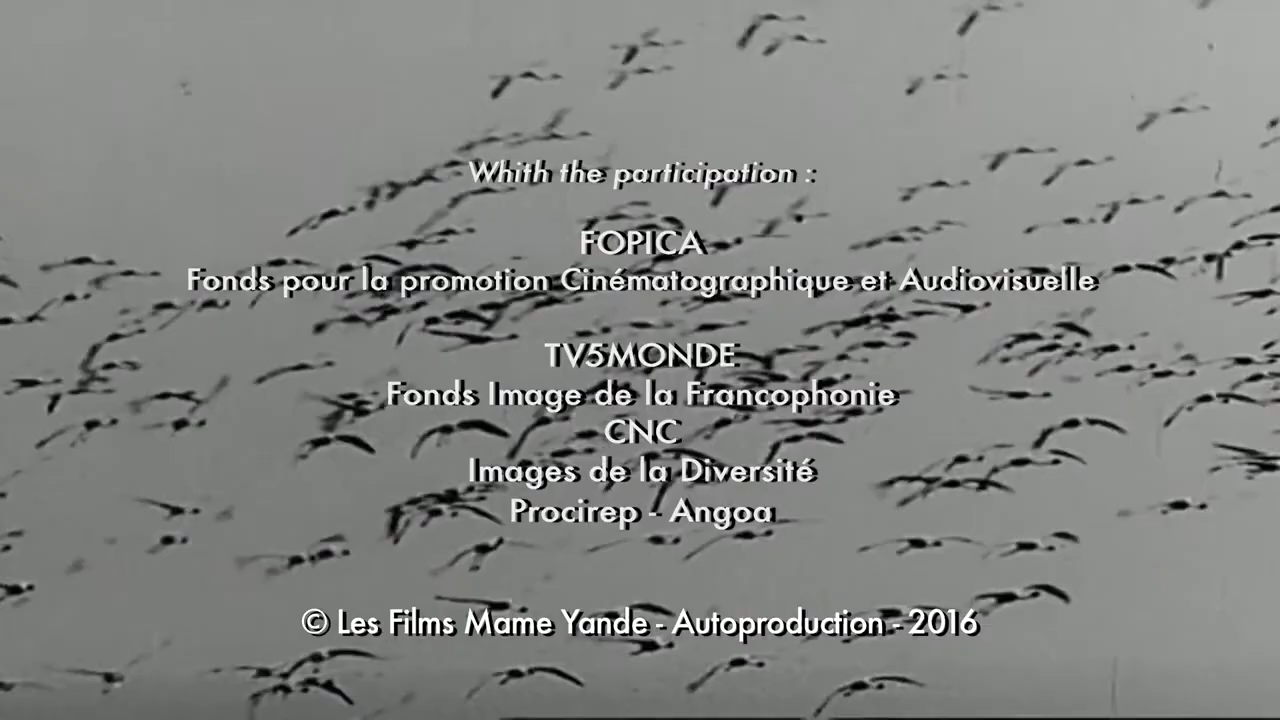 Whith the participation :
FOPICA
Fonds pour la promotion Cinématographique et Audiovisuelle
TV5MONDE
Fonds Image de la Francophonie
CNC
Images de la Diversité
Procirep - Angoa
© Les Films Mame Yande - Autoproduction - 2016